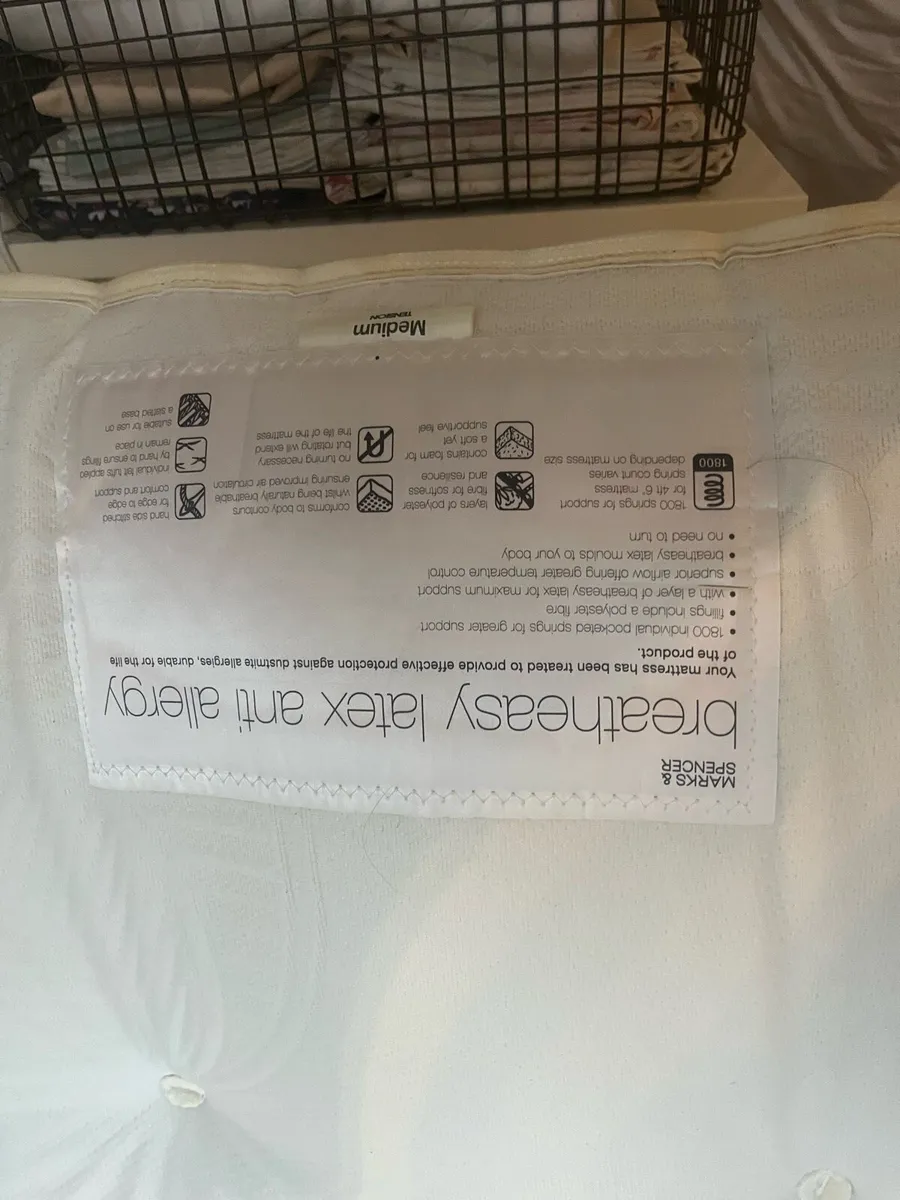 MARKS &
SPENCER
breatheasy latex anti allergy
Your mattress has been treated to provide effective protection against dustmite allergies, durable for the life
of the product.
• 1800 individual pocketed springs for greater support
• fillings include a polyester fibre
• with a layer of breatheasy latex for maximum support
• superior airflow offering greater temperature control
• breatheasy latex moulds to your body
• no need to turn
1800
1800 springs for support
for 4ft 6" mattress
spring count varies
depending on mattress size
layers of polyester
fibre for softness
and resilience
contains foam for
a soft yet
supportive feel
conforms to body contours
whilst being naturally breathable
ensuring improved air circulation
no turning necessary
but rotating will extend
the life of the mattress
hand side stitched
for edge to edge
comfort and support
individual felt tufts applied
by hand to ensure fillings
remain in place
suitable for use on
a slatted base
Medium
TENSION